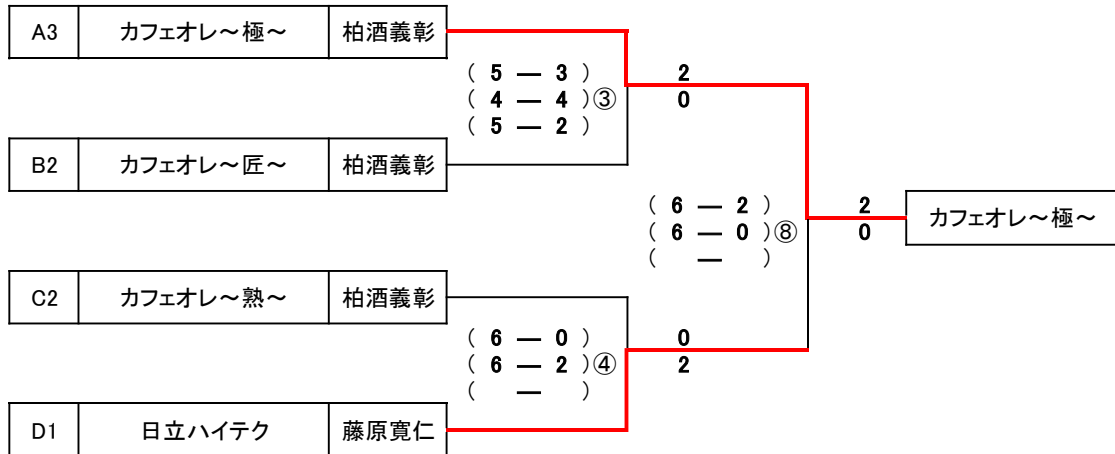 A3 カフェオレ～極～ 柏酒義彰
( 5 — 3 ) 2
( 4 — 4 )③ 0
( 5 — 2 )
B2 カフェオレ～匠～ 柏酒義彰
( 6 — 2 ) 2
( 6 — 0 )⑧ 0
( — )
カフェオレ～極～
C2 カフェオレ～熟～ 柏酒義彰
( 6 — 0 ) 0
( 6 — 2 )④ 2
( — )
D1 日立ハイテク 藤原寛仁